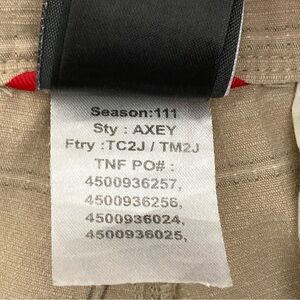 Season:111
Sty : AXEY
Ftry :TC2J / TM2J
TNF PO# :
4500936257,
4500936256,
4500936024,
4500936025,